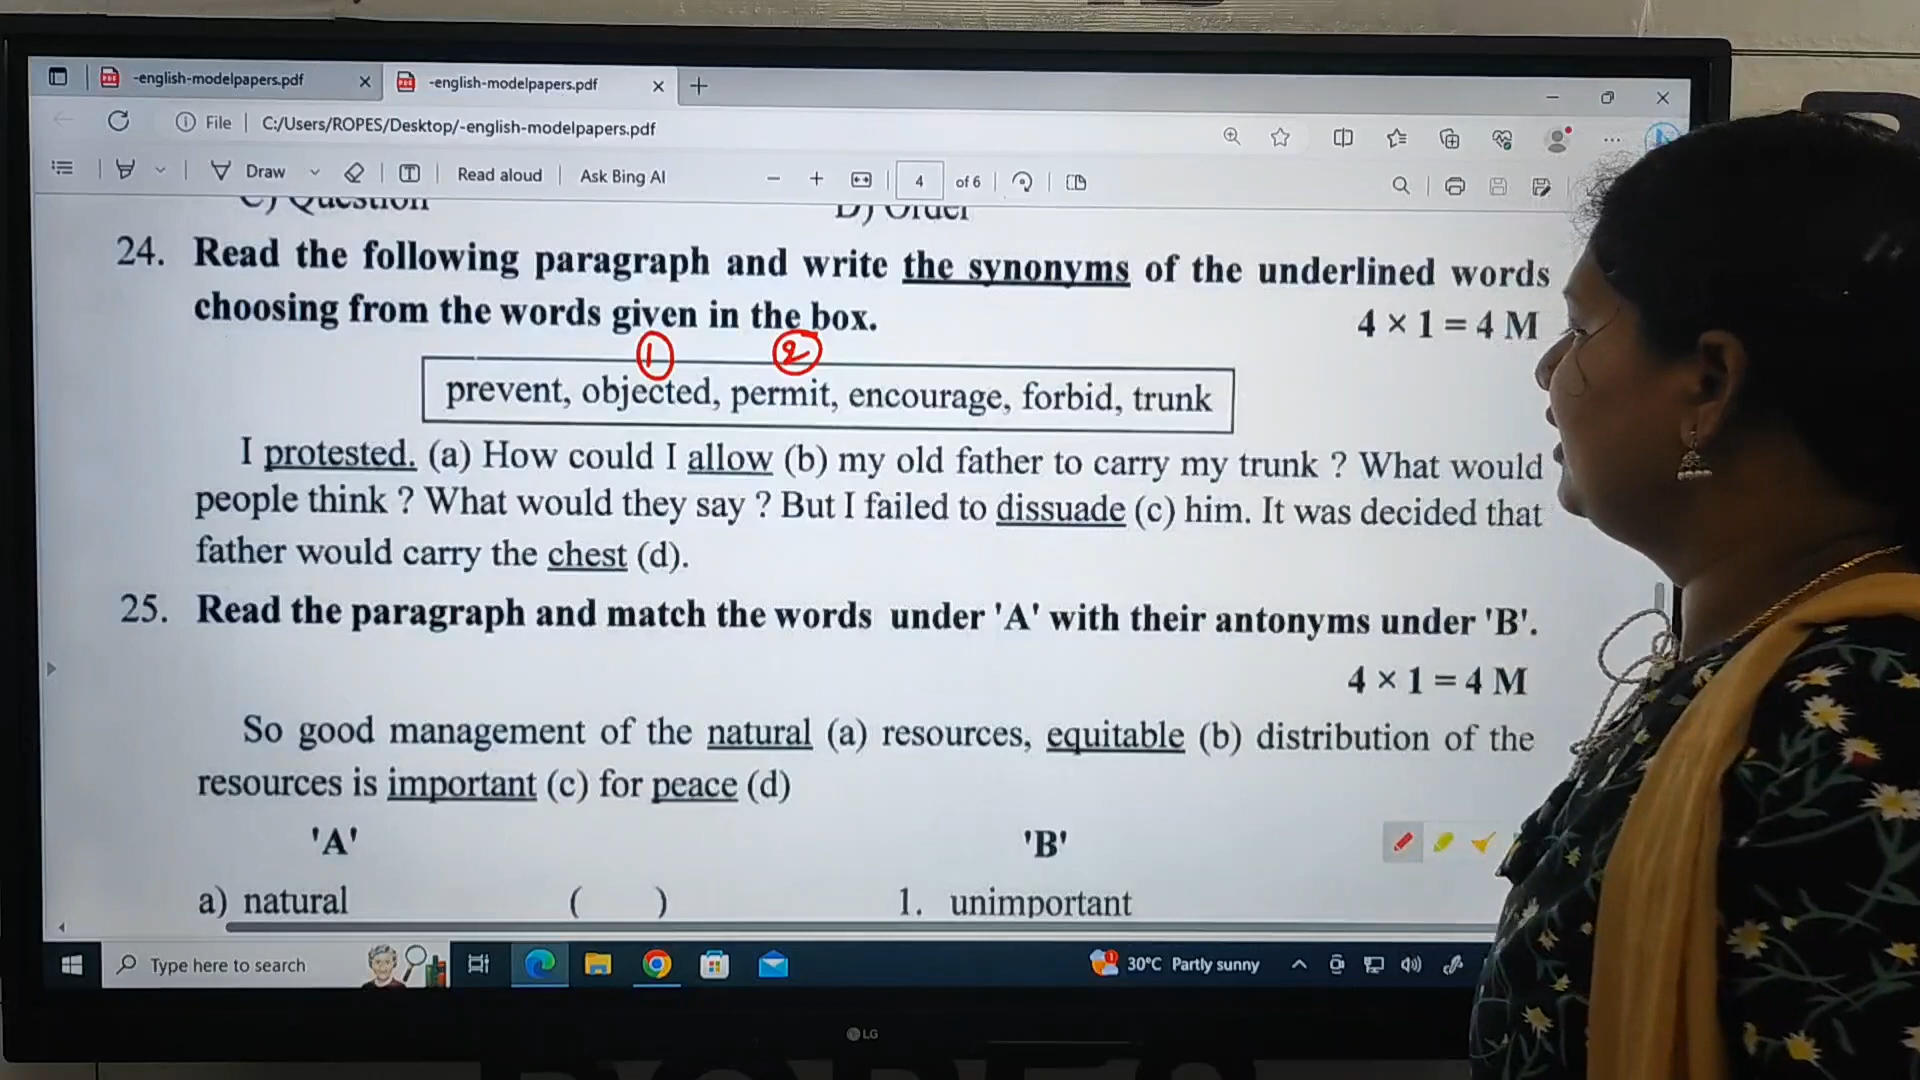 -english-modelpapers.pdf
-english-modelpapers.pdf
File
C:/Users/ROPES/Desktop/-english-modelpapers.pdf
Draw
Read aloud
Ask Bing AI
4
of 6
C) Question
D) Order
24. Read the following paragraph and write the synonyms of the underlined words
choosing from the words given in the box.
4 × 1 = 4 M
1
2
prevent, objected, permit, encourage, forbid, trunk
I protested. (a) How could I allow (b) my old father to carry my trunk ? What would
people think ? What would they say ? But I failed to dissuade (c) him. It was decided that
father would carry the chest (d).
25. Read the paragraph and match the words under 'A' with their antonyms under 'B'.
4 × 1 = 4 M
So good management of the natural (a) resources, equitable (b) distribution of the
resources is important (c) for peace (d)
'A'
'B'
a) natural ( ) 1. unimportant
Type here to search
30°C Partly sunny
LG